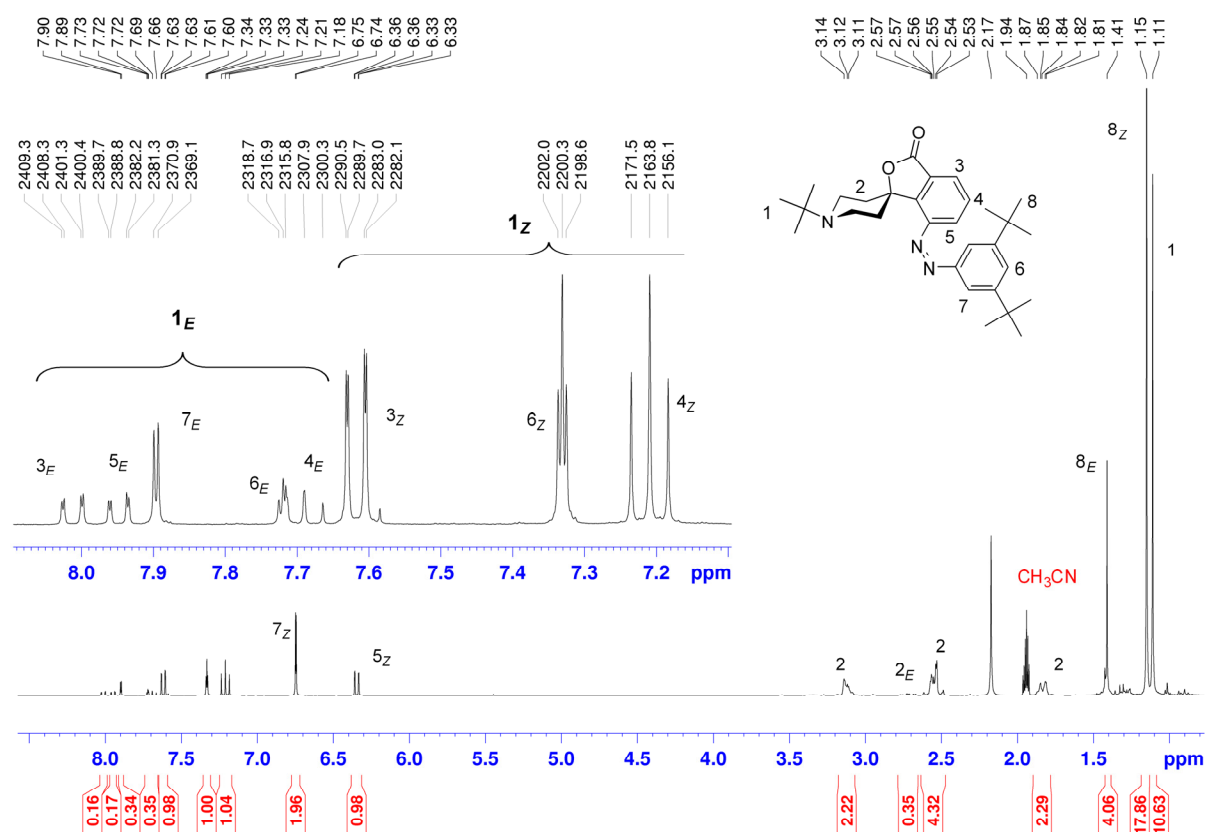 7.90 7.89 7.73 7.72 7.72 7.69 7.66 7.63 7.63 7.61 7.60 7.34 7.33 7.33 7.24 7.21 7.18 6.75 6.74 6.36 6.36 6.33 6.33
3.14 3.12 3.11 2.57 2.57 2.56 2.55 2.54 2.53 2.17 1.94 1.87 1.85 1.84 1.82 1.81 1.41 1.15 1.11
2409.3 2408.3 2401.3 2400.4 2389.7 2388.8 2382.2 2381.3 2370.9 2369.1 2318.7 2316.9 2315.8 2307.9 2300.3 2290.5 2289.7 2283.0 2282.1 2202.0 2200.3 2198.6 2171.5 2163.8 2156.1
8Z
O
O
3
2
4
8
1
N
5
N
N
6
7
1
1Z
1E
7E
3Z
6Z
4Z
5E
3E
6E
4E
8E
8.0 7.9 7.8 7.7 7.6 7.5 7.4 7.3 7.2 ppm
CH3CN
7Z
5Z
2
2E
2
2
8.0 7.5 7.0 6.5 6.0 5.5 5.0 4.5 4.0 3.5 3.0 2.5 2.0 1.5 ppm
0.16 0.17 0.34 0.35 0.98 1.00 1.04 1.96 0.98 2.22 0.35 4.32 2.29 4.06 17.86 10.63